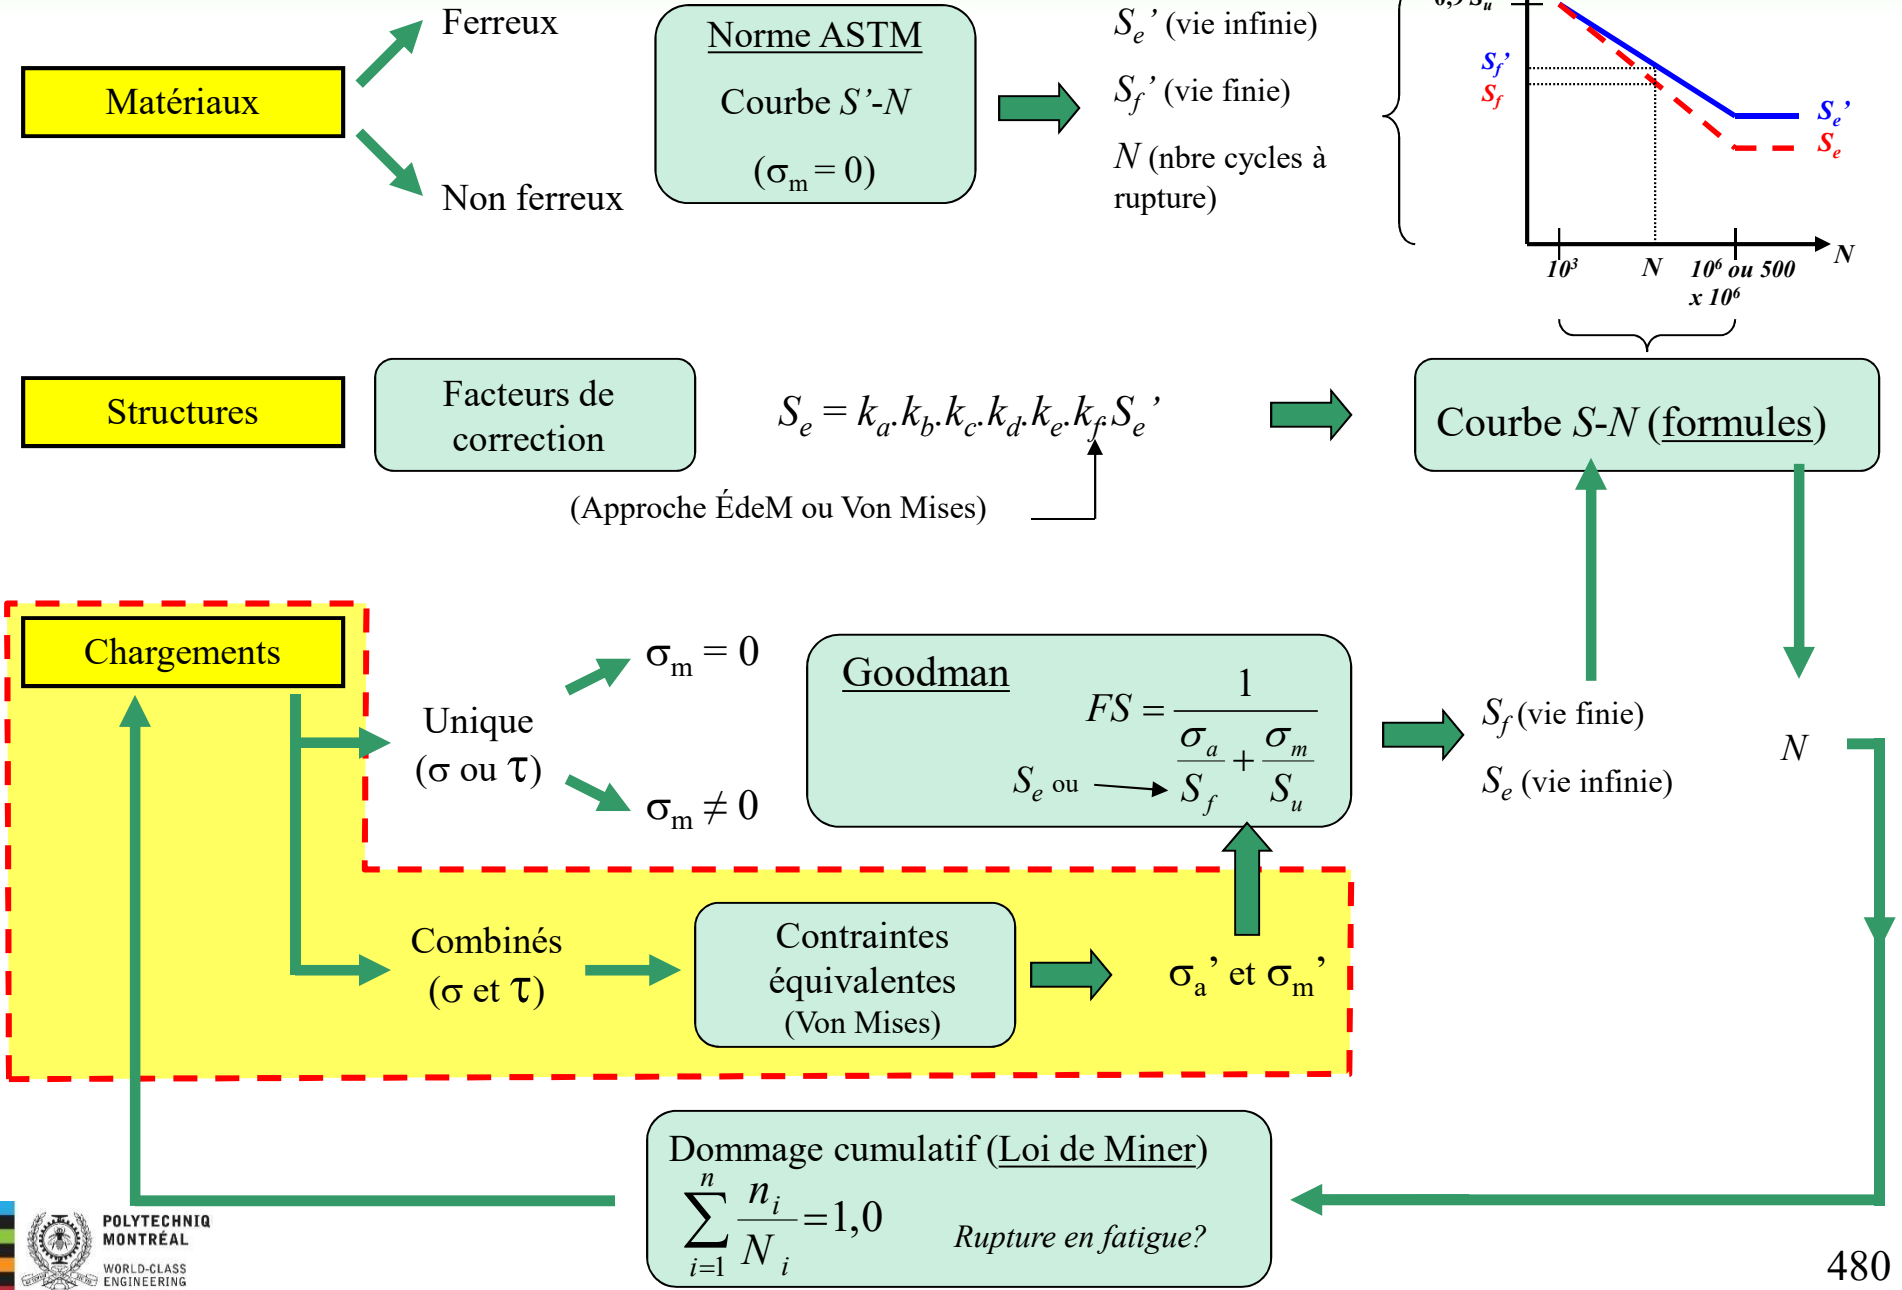 Ferreux
Matériaux
Non ferreux
Norme ASTM
Courbe S’-N
(σm = 0)
Se’ (vie infinie)
Sf’ (vie finie)
N (nbre cycles à
rupture)
Sf’
Sf
Se’
Se
N
10³ N 10⁶ ou 500
x 10⁶
Structures
Facteurs de
correction
Se = ka.kb.kc.kd.ke.kf.Se’
(Approche ÉdeM ou Von Mises)
Courbe S-N (formules)
Chargements
Unique
(σ ou τ)
σm = 0
σm ≠ 0
Goodman
FS = 1 / (σa/Sf + σm/Su)
Se ou
Sf (vie finie)
Se (vie infinie)
N
Combinés
(σ et τ)
Contraintes
équivalentes
(Von Mises)
σa’ et σm’
Dommage cumulatif (Loi de Miner)
n
∑ ni/Ni = 1,0
i=1
Rupture en fatigue?
POLYTECHNIQ
MONTRÉAL
WORLD-CLASS
ENGINEERING
480